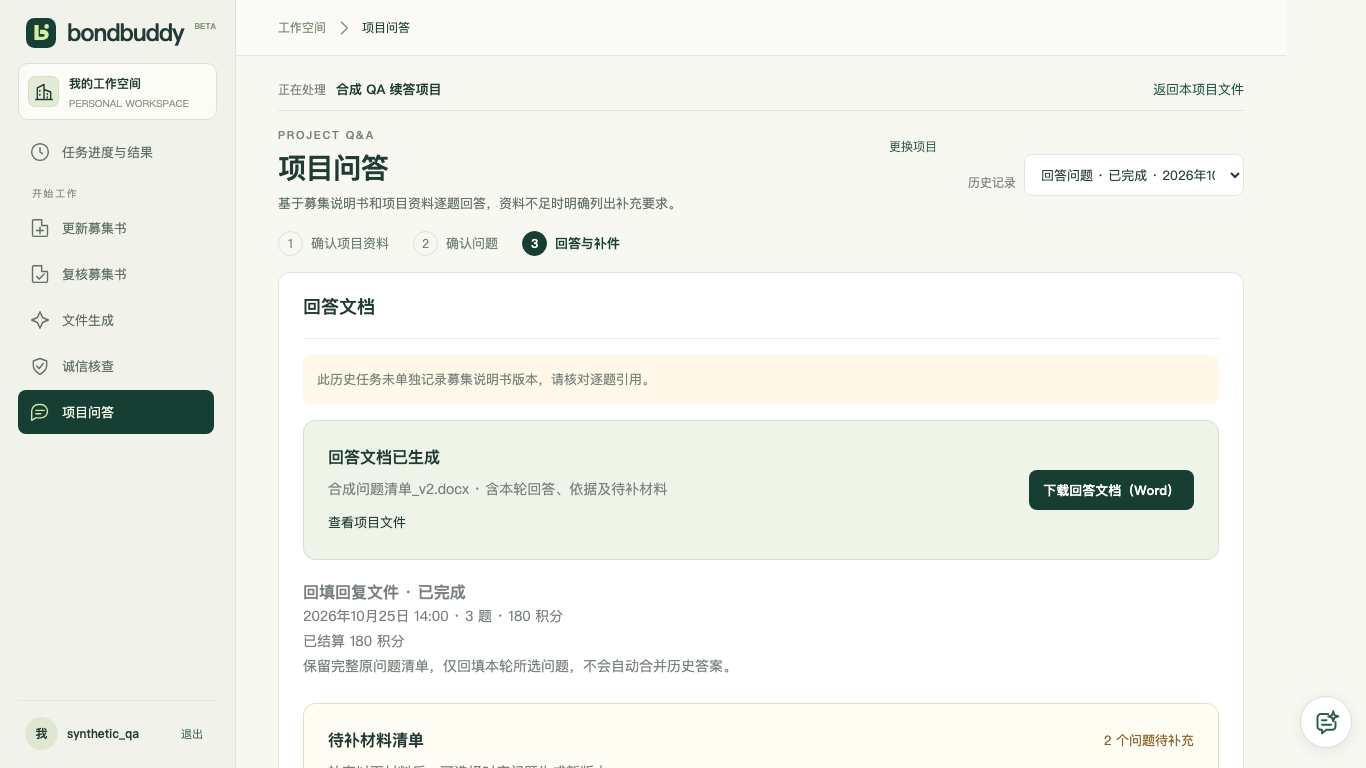 bondbuddy BETA
我的工作空间
PERSONAL WORKSPACE
任务进度与结果
开始工作
更新募集书
复核募集书
文件生成
诚信核查
项目问答
我 synthetic_qa 退出
工作空间 项目问答
正在处理 合成 QA 续答项目 返回本项目文件
PROJECT Q&A
项目问答
基于募集说明书和项目资料逐题回答，资料不足时明确列出补充要求。
更换项目
历史记录 回答问题 · 已完成 · 2026年10
1 确认项目资料 2 确认问题 3 回答与补件
回答文档
此历史任务未单独记录募集说明书版本，请核对逐题引用。
回答文档已生成
合成问题清单_v2.docx · 含本轮回答、依据及待补材料
查看项目文件
下载回答文档（Word）
回填回复文件 · 已完成
2026年10月25日 14:00 · 3 题 · 180 积分
已结算 180 积分
保留完整原问题清单，仅回填本轮所选问题，不会自动合并历史答案。
待补材料清单 2 个问题待补充